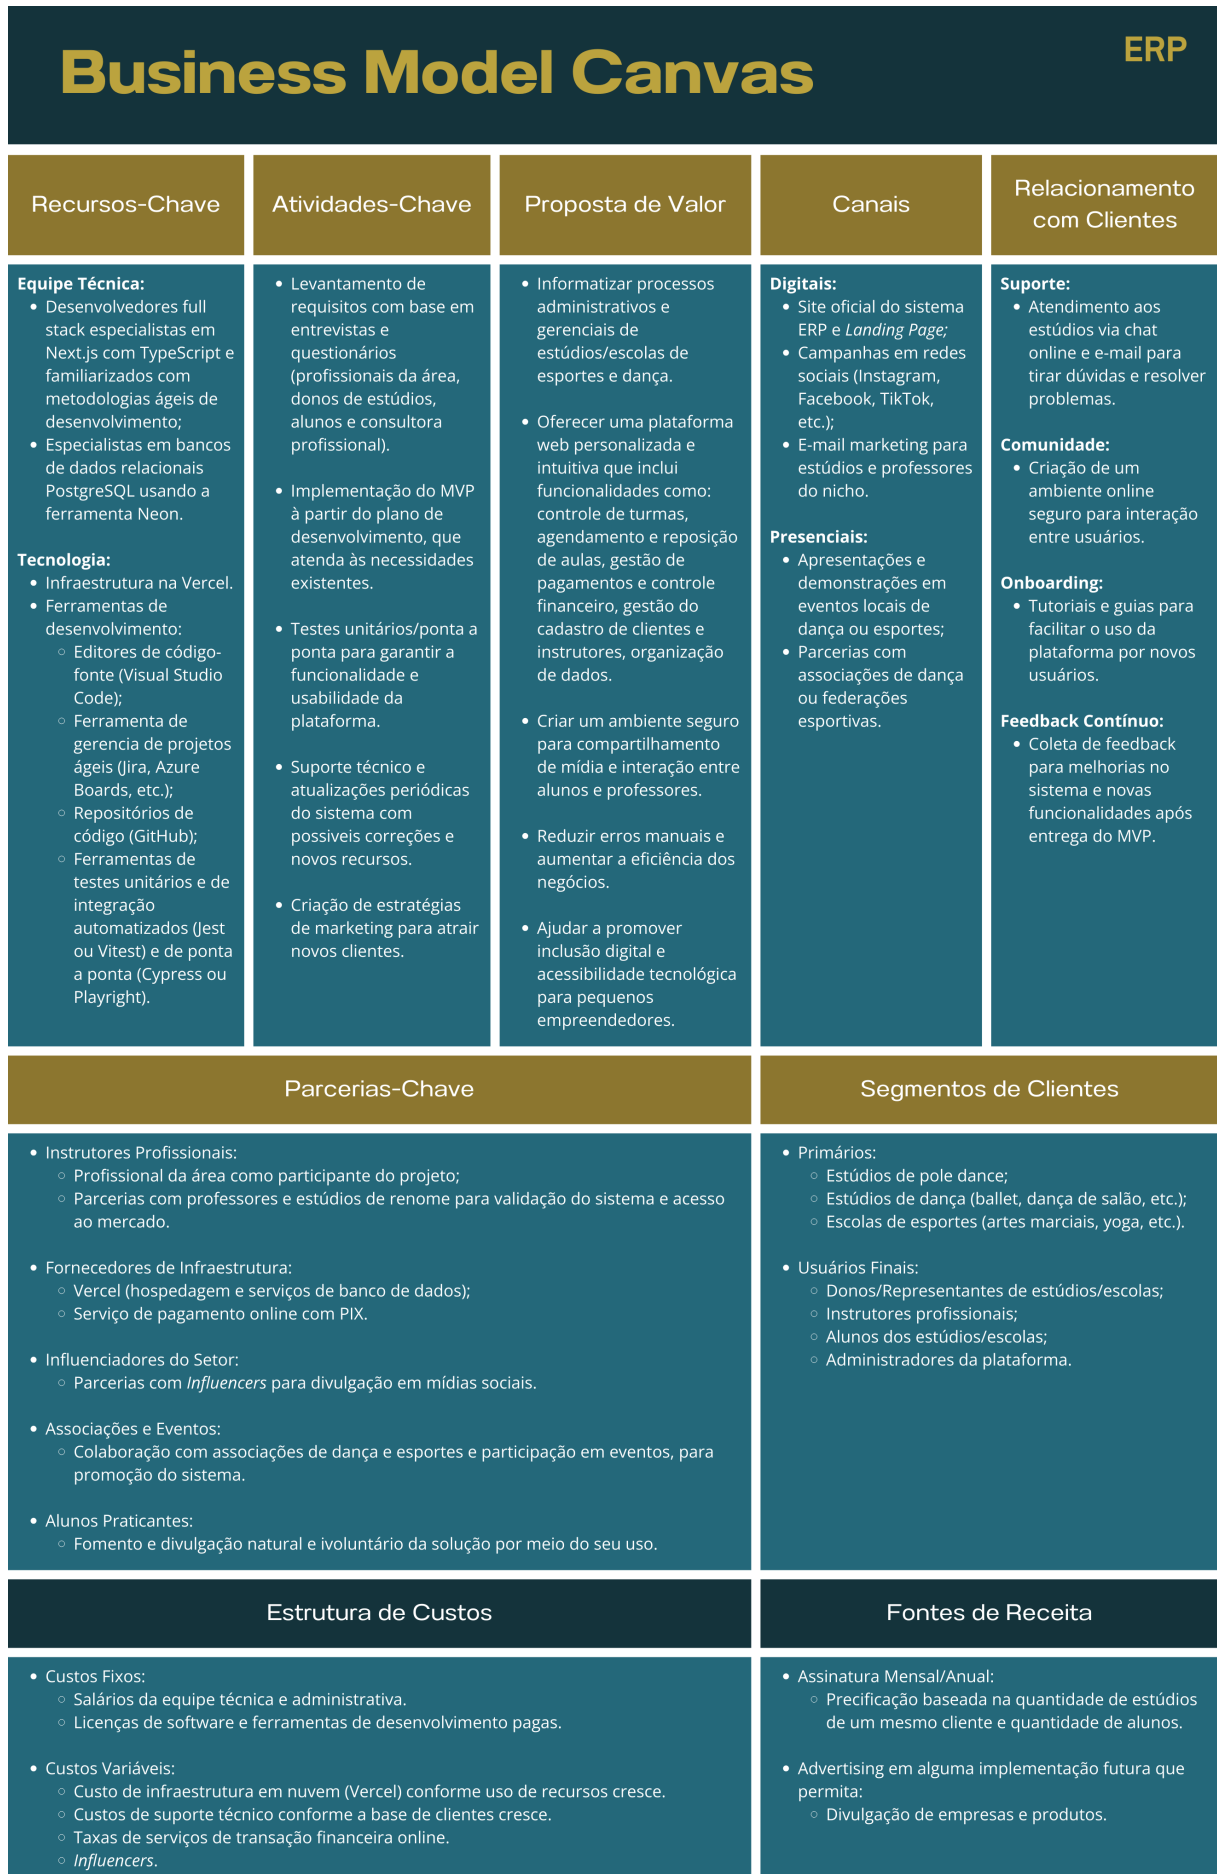 Business Model Canvas
ERP
Recursos-Chave
Equipe Técnica:
• Desenvolvedores full
stack especialistas em
Next.js com TypeScript e
familiarizados com
metodologias ágeis de
desenvolvimento;
• Especialistas em bancos
de dados relacionais
PostgreSQL usando a
ferramenta Neon.
Tecnologia:
• Infraestrutura na Vercel.
• Ferramentas de
desenvolvimento:
◦ Editores de código-
fonte (Visual Studio
Code);
◦ Ferramenta de
gerencia de projetos
ágeis (Jira, Azure
Boards, etc.);
◦ Repositórios de
código (GitHub);
◦ Ferramentas de
testes unitários e de
integração
automatizados (Jest
ou Vitest) e de ponta
a ponta (Cypress ou
Playright).
Atividades-Chave
• Levantamento de
requisitos com base em
entrevistas e
questionários
(profissionais da área,
donos de estúdios,
alunos e consultora
profissional).
• Implementação do MVP
à partir do plano de
desenvolvimento, que
atenda às necessidades
existentes.
• Testes unitários/ponta a
ponta para garantir a
funcionalidade e
usabilidade da
plataforma.
• Suporte técnico e
atualizações periódicas
do sistema com
possiveis correções e
novos recursos.
• Criação de estratégias
de marketing para atrair
novos clientes.
Proposta de Valor
• Informatizar processos
administrativos e
gerenciais de
estúdios/escolas de
esportes e dança.
• Oferecer uma plataforma
web personalizada e
intuitiva que inclui
funcionalidades como:
controle de turmas,
agendamento e reposição
de aulas, gestão de
pagamentos e controle
financeiro, gestão do
cadastro de clientes e
instrutores, organização
de dados.
• Criar um ambiente seguro
para compartilhamento
de mídia e interação entre
alunos e professores.
• Reduzir erros manuais e
aumentar a eficiência dos
negócios.
• Ajudar a promover
inclusão digital e
acessibilidade tecnológica
para pequenos
empreendedores.
Canais
Digitais:
• Site oficial do sistema
ERP e Landing Page;
• Campanhas em redes
sociais (Instagram,
Facebook, TikTok,
etc.);
• E-mail marketing para
estúdios e professores
do nicho.
Presenciais:
• Apresentações e
demonstrações em
eventos locais de
dança ou esportes;
• Parcerias com
associações de dança
ou federações
esportivas.
Relacionamento
com Clientes
Suporte:
• Atendimento aos
estúdios via chat
online e e-mail para
tirar dúvidas e resolver
problemas.
Comunidade:
• Criação de um
ambiente online
seguro para interação
entre usuários.
Onboarding:
• Tutoriais e guias para
facilitar o uso da
plataforma por novos
usuários.
Feedback Contínuo:
• Coleta de feedback
para melhorias no
sistema e novas
funcionalidades após
entrega do MVP.
Parcerias-Chave
• Instrutores Profissionais:
◦ Profissional da área como participante do projeto;
◦ Parcerias com professores e estúdios de renome para validação do sistema e acesso
ao mercado.
• Fornecedores de Infraestrutura:
◦ Vercel (hospedagem e serviços de banco de dados);
◦ Serviço de pagamento online com PIX.
• Influenciadores do Setor:
◦ Parcerias com Influencers para divulgação em mídias sociais.
• Associações e Eventos:
◦ Colaboração com associações de dança e esportes e participação em eventos, para
promoção do sistema.
• Alunos Praticantes:
◦ Fomento e divulgação natural e ivoluntário da solução por meio do seu uso.
Segmentos de Clientes
• Primários:
◦ Estúdios de pole dance;
◦ Estúdios de dança (ballet, dança de salão, etc.);
◦ Escolas de esportes (artes marciais, yoga, etc.).
• Usuários Finais:
◦ Donos/Representantes de estúdios/escolas;
◦ Instrutores profissionais;
◦ Alunos dos estúdios/escolas;
◦ Administradores da plataforma.
Estrutura de Custos
• Custos Fixos:
◦ Salários da equipe técnica e administrativa.
◦ Licenças de software e ferramentas de desenvolvimento pagas.
• Custos Variáveis:
◦ Custo de infraestrutura em nuvem (Vercel) conforme uso de recursos cresce.
◦ Custos de suporte técnico conforme a base de clientes cresce.
◦ Taxas de serviços de transação financeira online.
◦ Influencers.
Fontes de Receita
• Assinatura Mensal/Anual:
◦ Precificação baseada na quantidade de estúdios
de um mesmo cliente e quantidade de alunos.
• Advertising em alguma implementação futura que
permita:
◦ Divulgação de empresas e produtos.